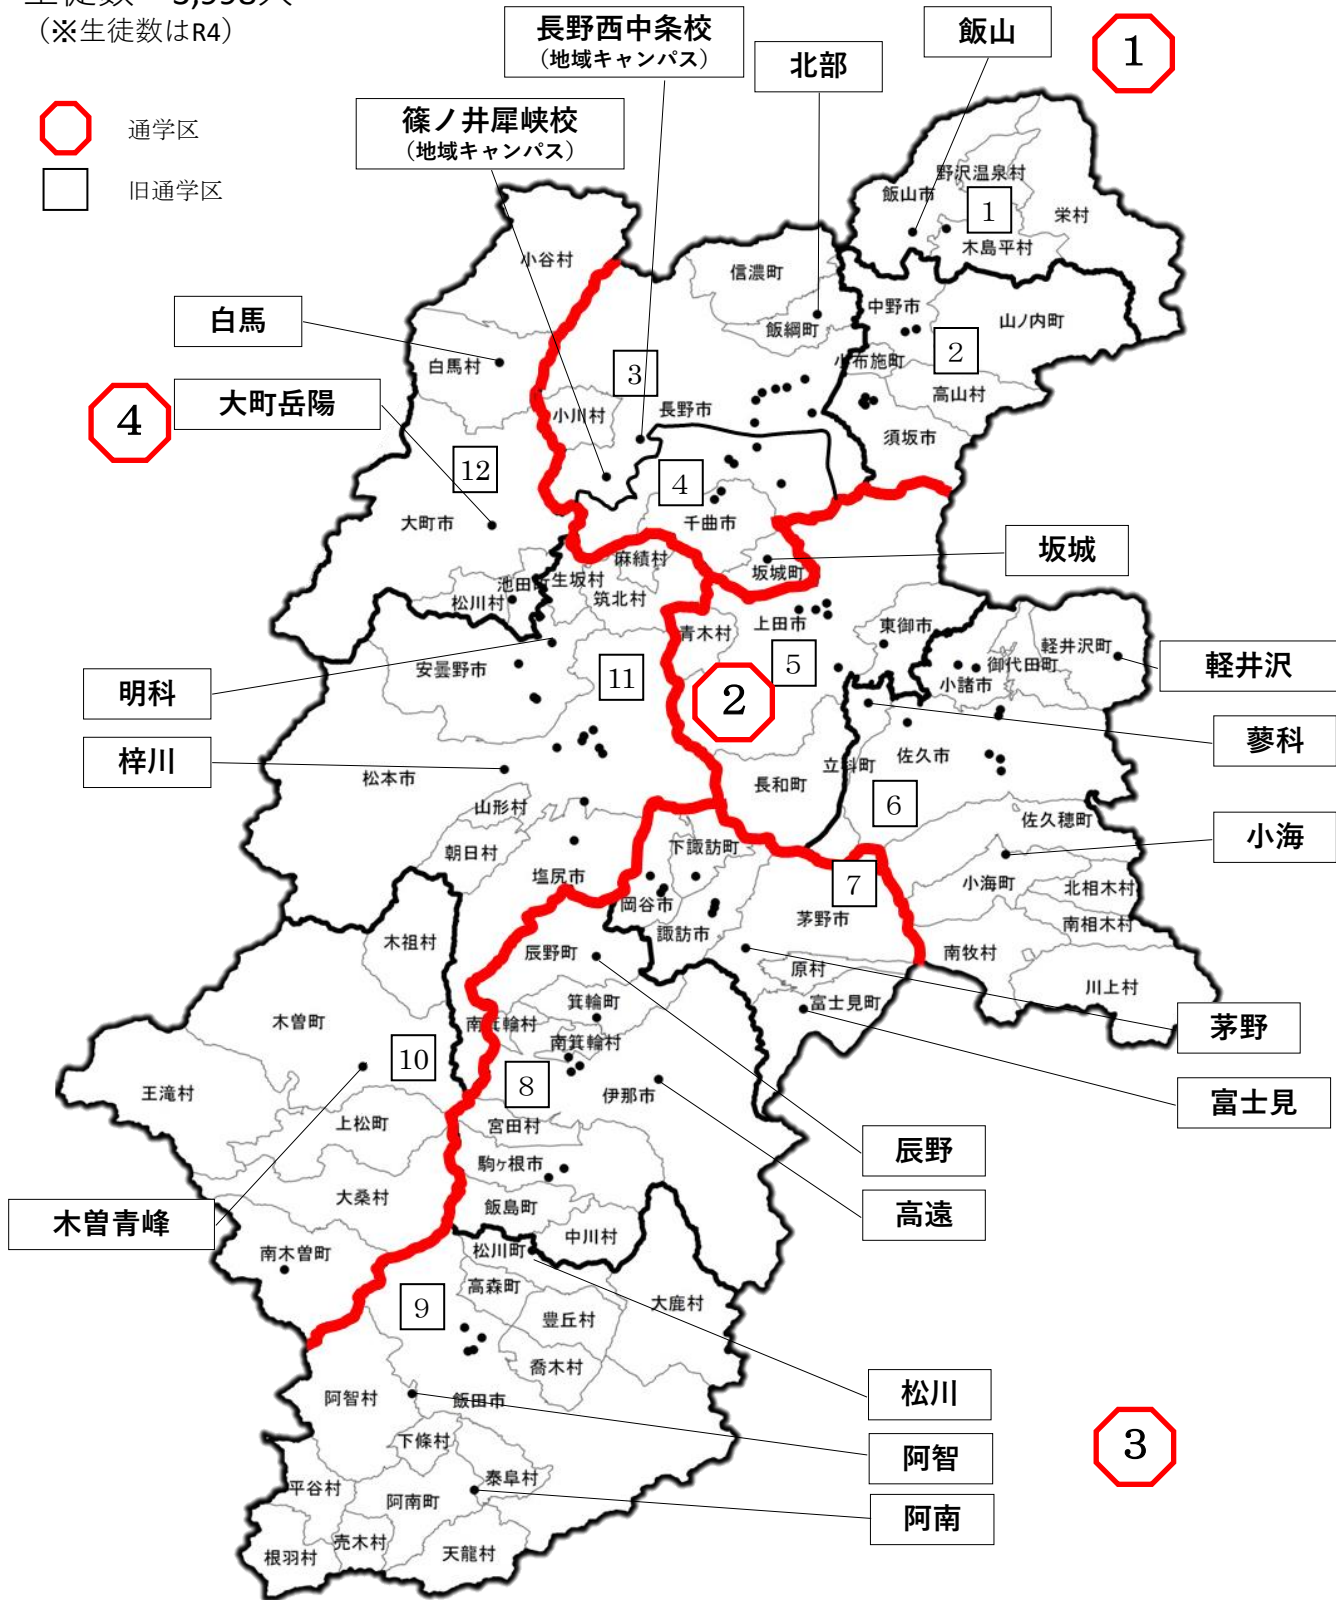 生徒数 3,998人
（※生徒数はR4）
通学区
旧通学区
長野西中条校
（地域キャンパス）
篠ノ井犀峡校
（地域キャンパス）
北部
飯山
1
野沢温泉村
飯山市
1
栄村
木島平村
小谷村
信濃町
飯綱町
中野市
山ノ内町
2
小布施町
高山村
須坂市
白馬
白馬村
大町岳陽
4
3
小川村
長野市
12
4
大町市
千曲市
坂城
坂城町
麻績村
生坂村
筑北村
池田町
松川村
青木村
上田市
5
東御市
軽井沢町
御代田町
小諸市
軽井沢
明科
安曇野市
11
2
蓼科
梓川
松本市
立科町
佐久市
長和町
6
山形村
佐久穂町
朝日村
下諏訪町
小海
塩尻市
7
小海町
北相木村
岡谷市
茅野市
南相木村
木祖村
諏訪市
辰野町
南牧村
原村
川上村
木曽町
箕輪町
富士見町
南箕輪村
南箕輪村
茅野
10
8
王滝村
伊那市
富士見
上松町
宮田村
辰野
駒ヶ根市
大桑村
飯島町
高遠
木曽青峰
中川村
南木曽町
松川町
高森町
9
大鹿村
豊丘村
喬木村
松川
阿智村
飯田市
下條村
3
阿智
泰阜村
平谷村
阿南町
阿南
売木村
根羽村
天龍村